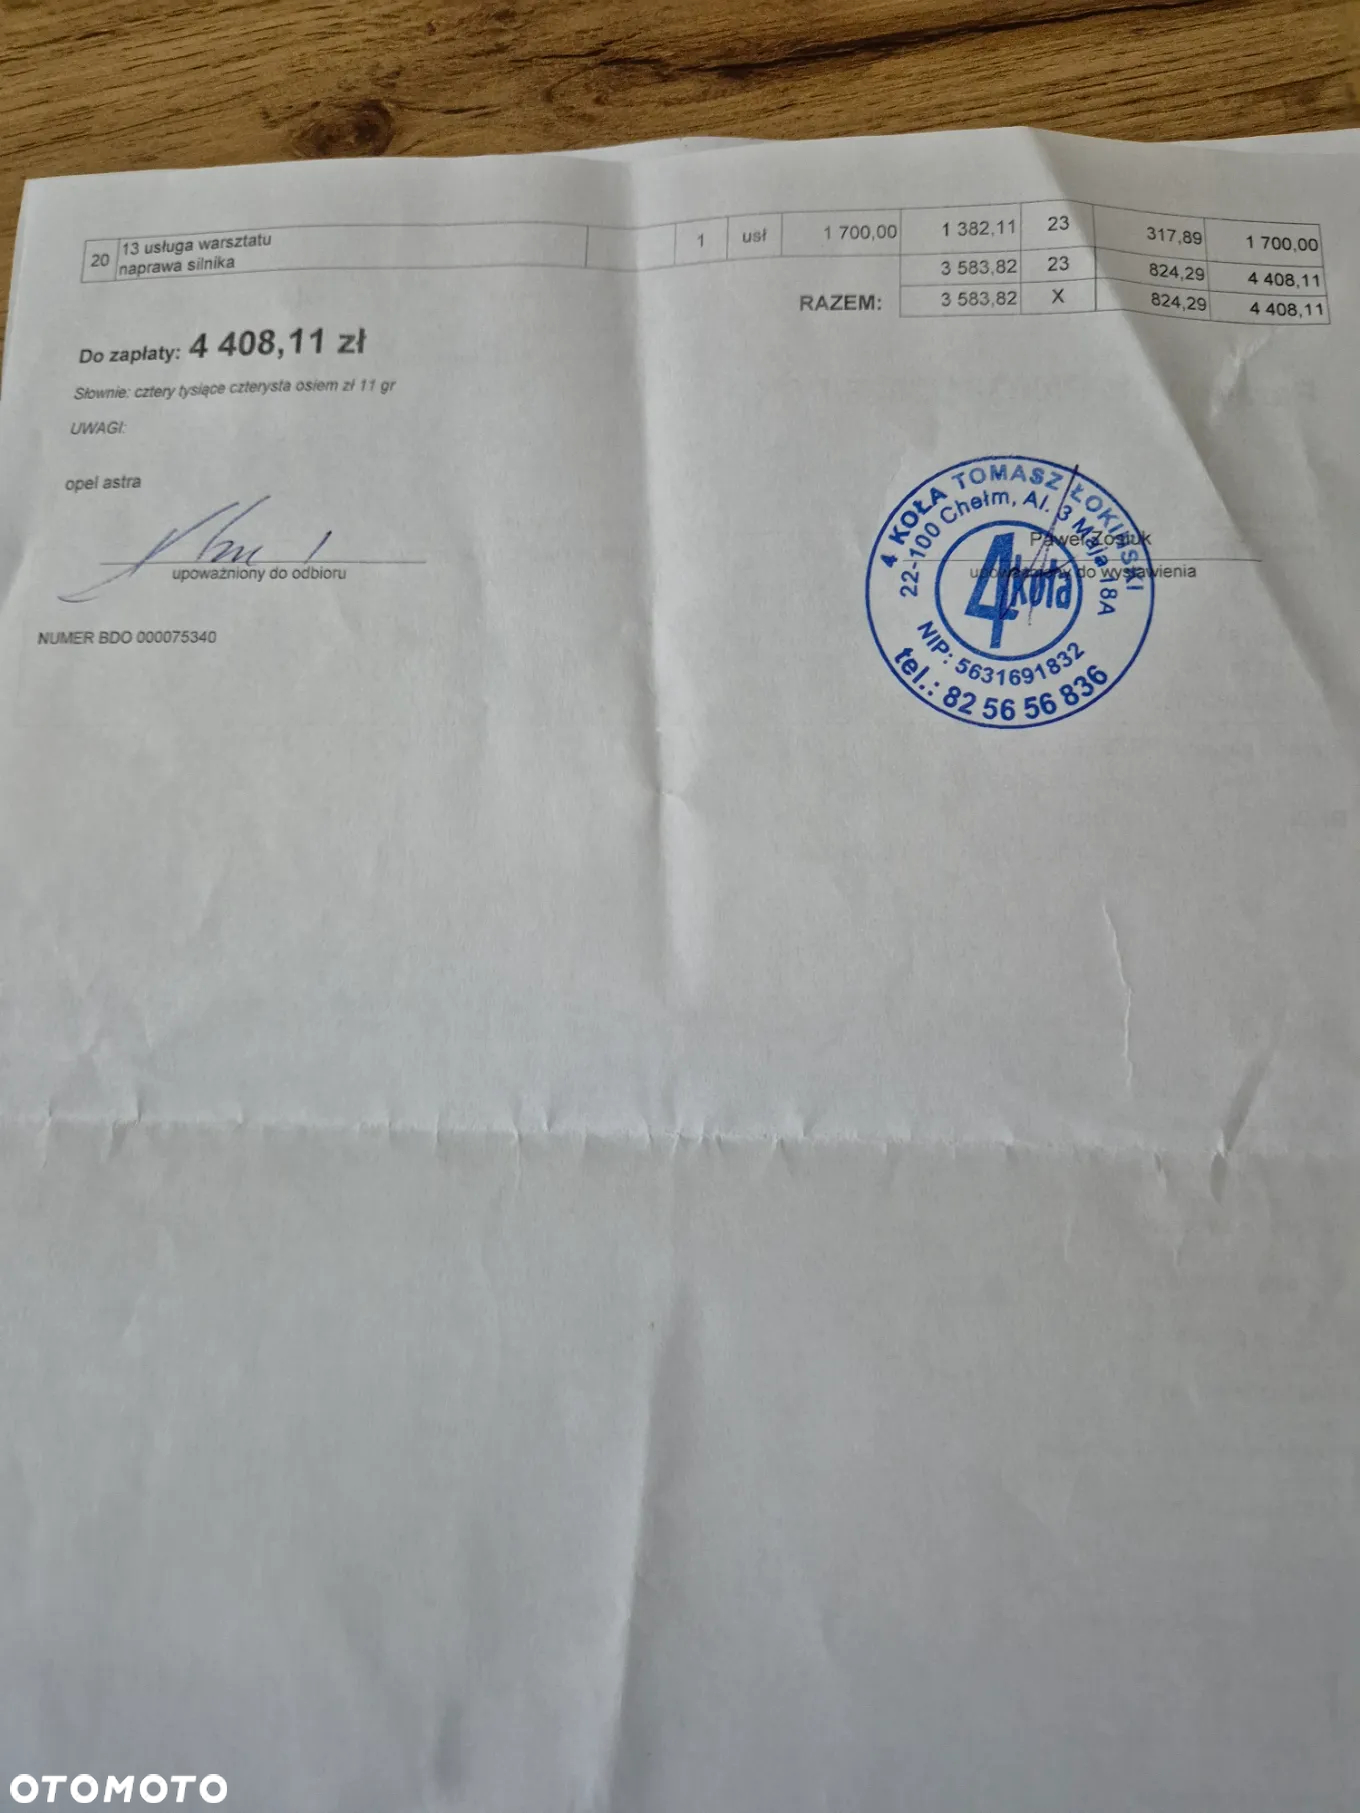 20 13 usługa warsztatu 1 usł 1 700,00 1 382,11 23 317,89 1 700,00
naprawa silnika
3 583,82 23 824,29 4 408,11
RAZEM: 3 583,82 X 824,29 4 408,11
Do zapłaty: 4 408,11 zł
Słownie: cztery tysiące czterysta osiem zł 11 gr
UWAGI:
opel astra
upoważniony do odbioru
NUMER BDO 000075340
4 KOŁA TOMASZ ŁOKIŃSKI
22-100 Chełm, Al. 3 Maja 18A
4koła
NIP: 5631691832
tel.: 82 56 56 836
Paweł
upoważniony do wystawienia
OTOMOTO